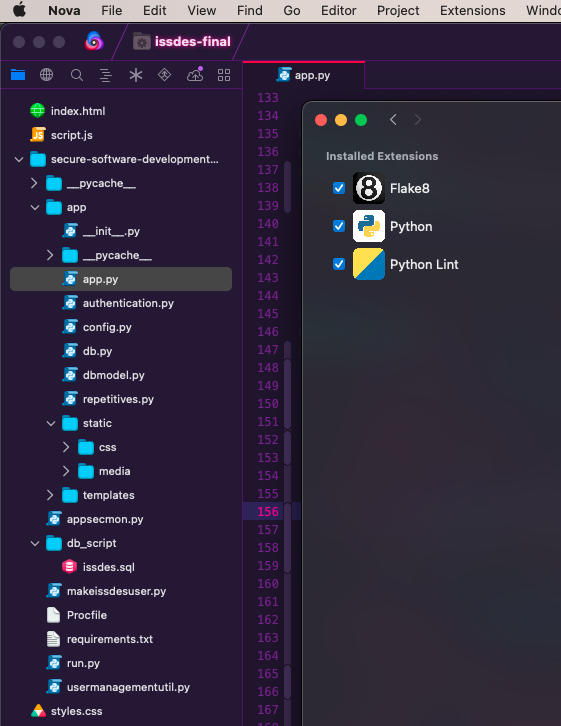 Nova File Edit View Find Go Editor Project Extensions Windo
issdes-final
app.py
index.html
script.js
secure-software-development...
__pycache__
app
__init__.py
__pycache__
app.py
authentication.py
config.py
db.py
dbmodel.py
repetitives.py
static
css
media
templates
appsecmon.py
db_script
issdes.sql
makeissdesuser.py
Procfile
requirements.txt
run.py
usermanagementutil.py
styles.css
133
134
135
136
137
138
139
140
141
142
143
144
145
146
147
148
149
150
151
152
153
154
155
156
157
158
159
160
161
162
163
164
165
166
167
Installed Extensions
Flake8
Python
Python Lint